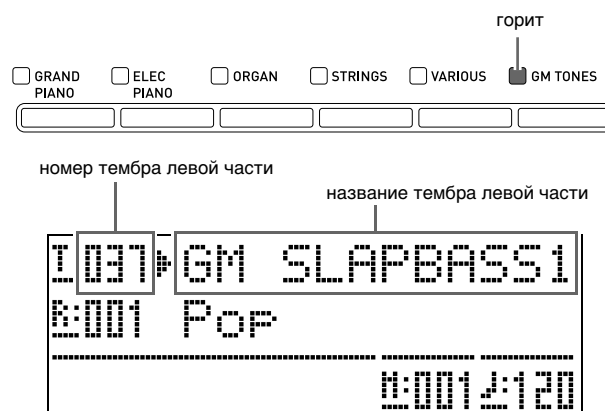 горит
GRAND PIANO
ELEC PIANO
ORGAN
STRINGS
VARIOUS
GM TONES
номер тембра левой части
название тембра левой части
T 037 GM SLAPBASS1
R:001 Pop
M:001 ♪:120